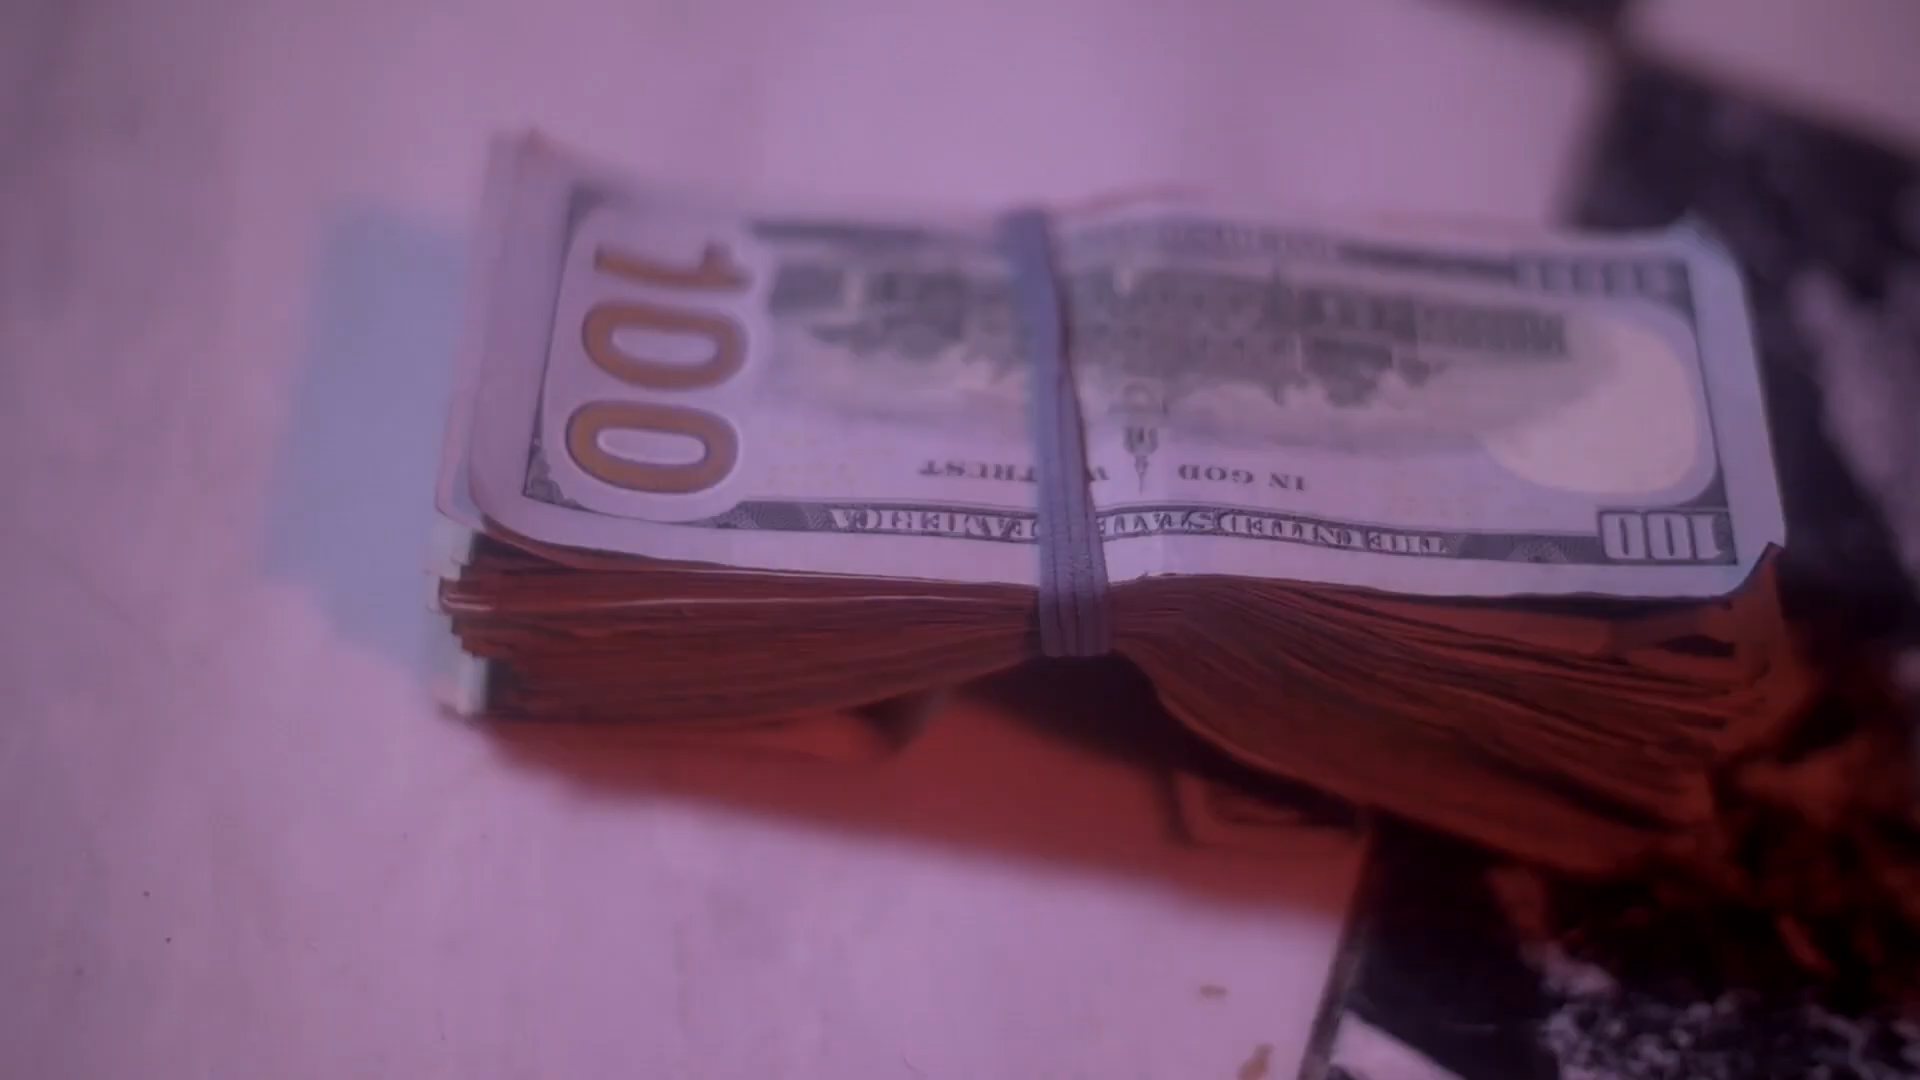 100
IN GOD WE TRUST
THE UNITED STATES OF AMERICA
100